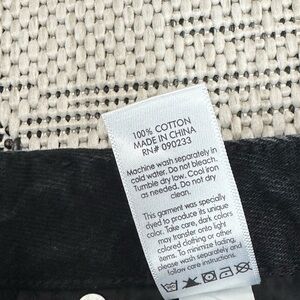 100% COTTON
MADE IN CHINA
RN# 090233
Machine wash separately in
cold water. Do not bleach.
Tumble dry low. Cool iron
as needed. Do not dry
clean.
This garment was specially
dyed to produce its unique
color. Take care, dark colors
may transfer onto light
colored clothing or other
items. To minimize fading,
please wash separately and
follow care instructions.